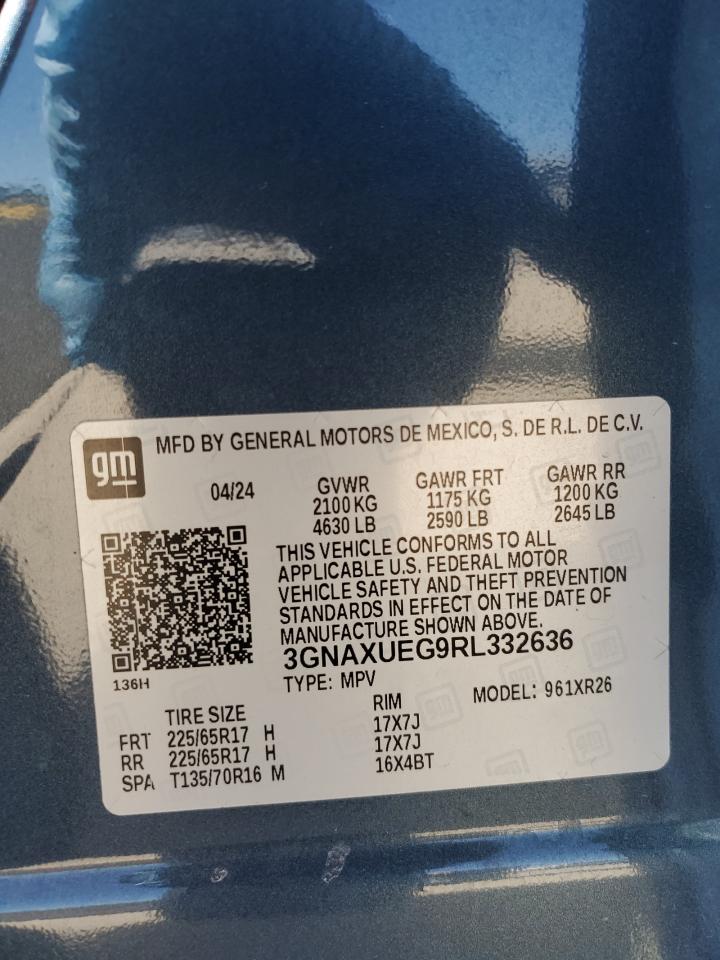 gm
MFD BY GENERAL MOTORS DE MEXICO, S. DE R.L. DE C.V.
04/24
GVWR
2100 KG
4630 LB
GAWR FRT
1175 KG
2590 LB
GAWR RR
1200 KG
2645 LB
THIS VEHICLE CONFORMS TO ALL
APPLICABLE U.S. FEDERAL MOTOR
VEHICLE SAFETY AND THEFT PREVENTION
STANDARDS IN EFFECT ON THE DATE OF
MANUFACTURE SHOWN ABOVE.
3GNAXUEG9RL332636
136H
TYPE: MPV
MODEL: 961XR26
TIRE SIZE RIM
FRT 225/65R17 H 17X7J
RR 225/65R17 H 17X7J
SPA T135/70R16 M 16X4BT